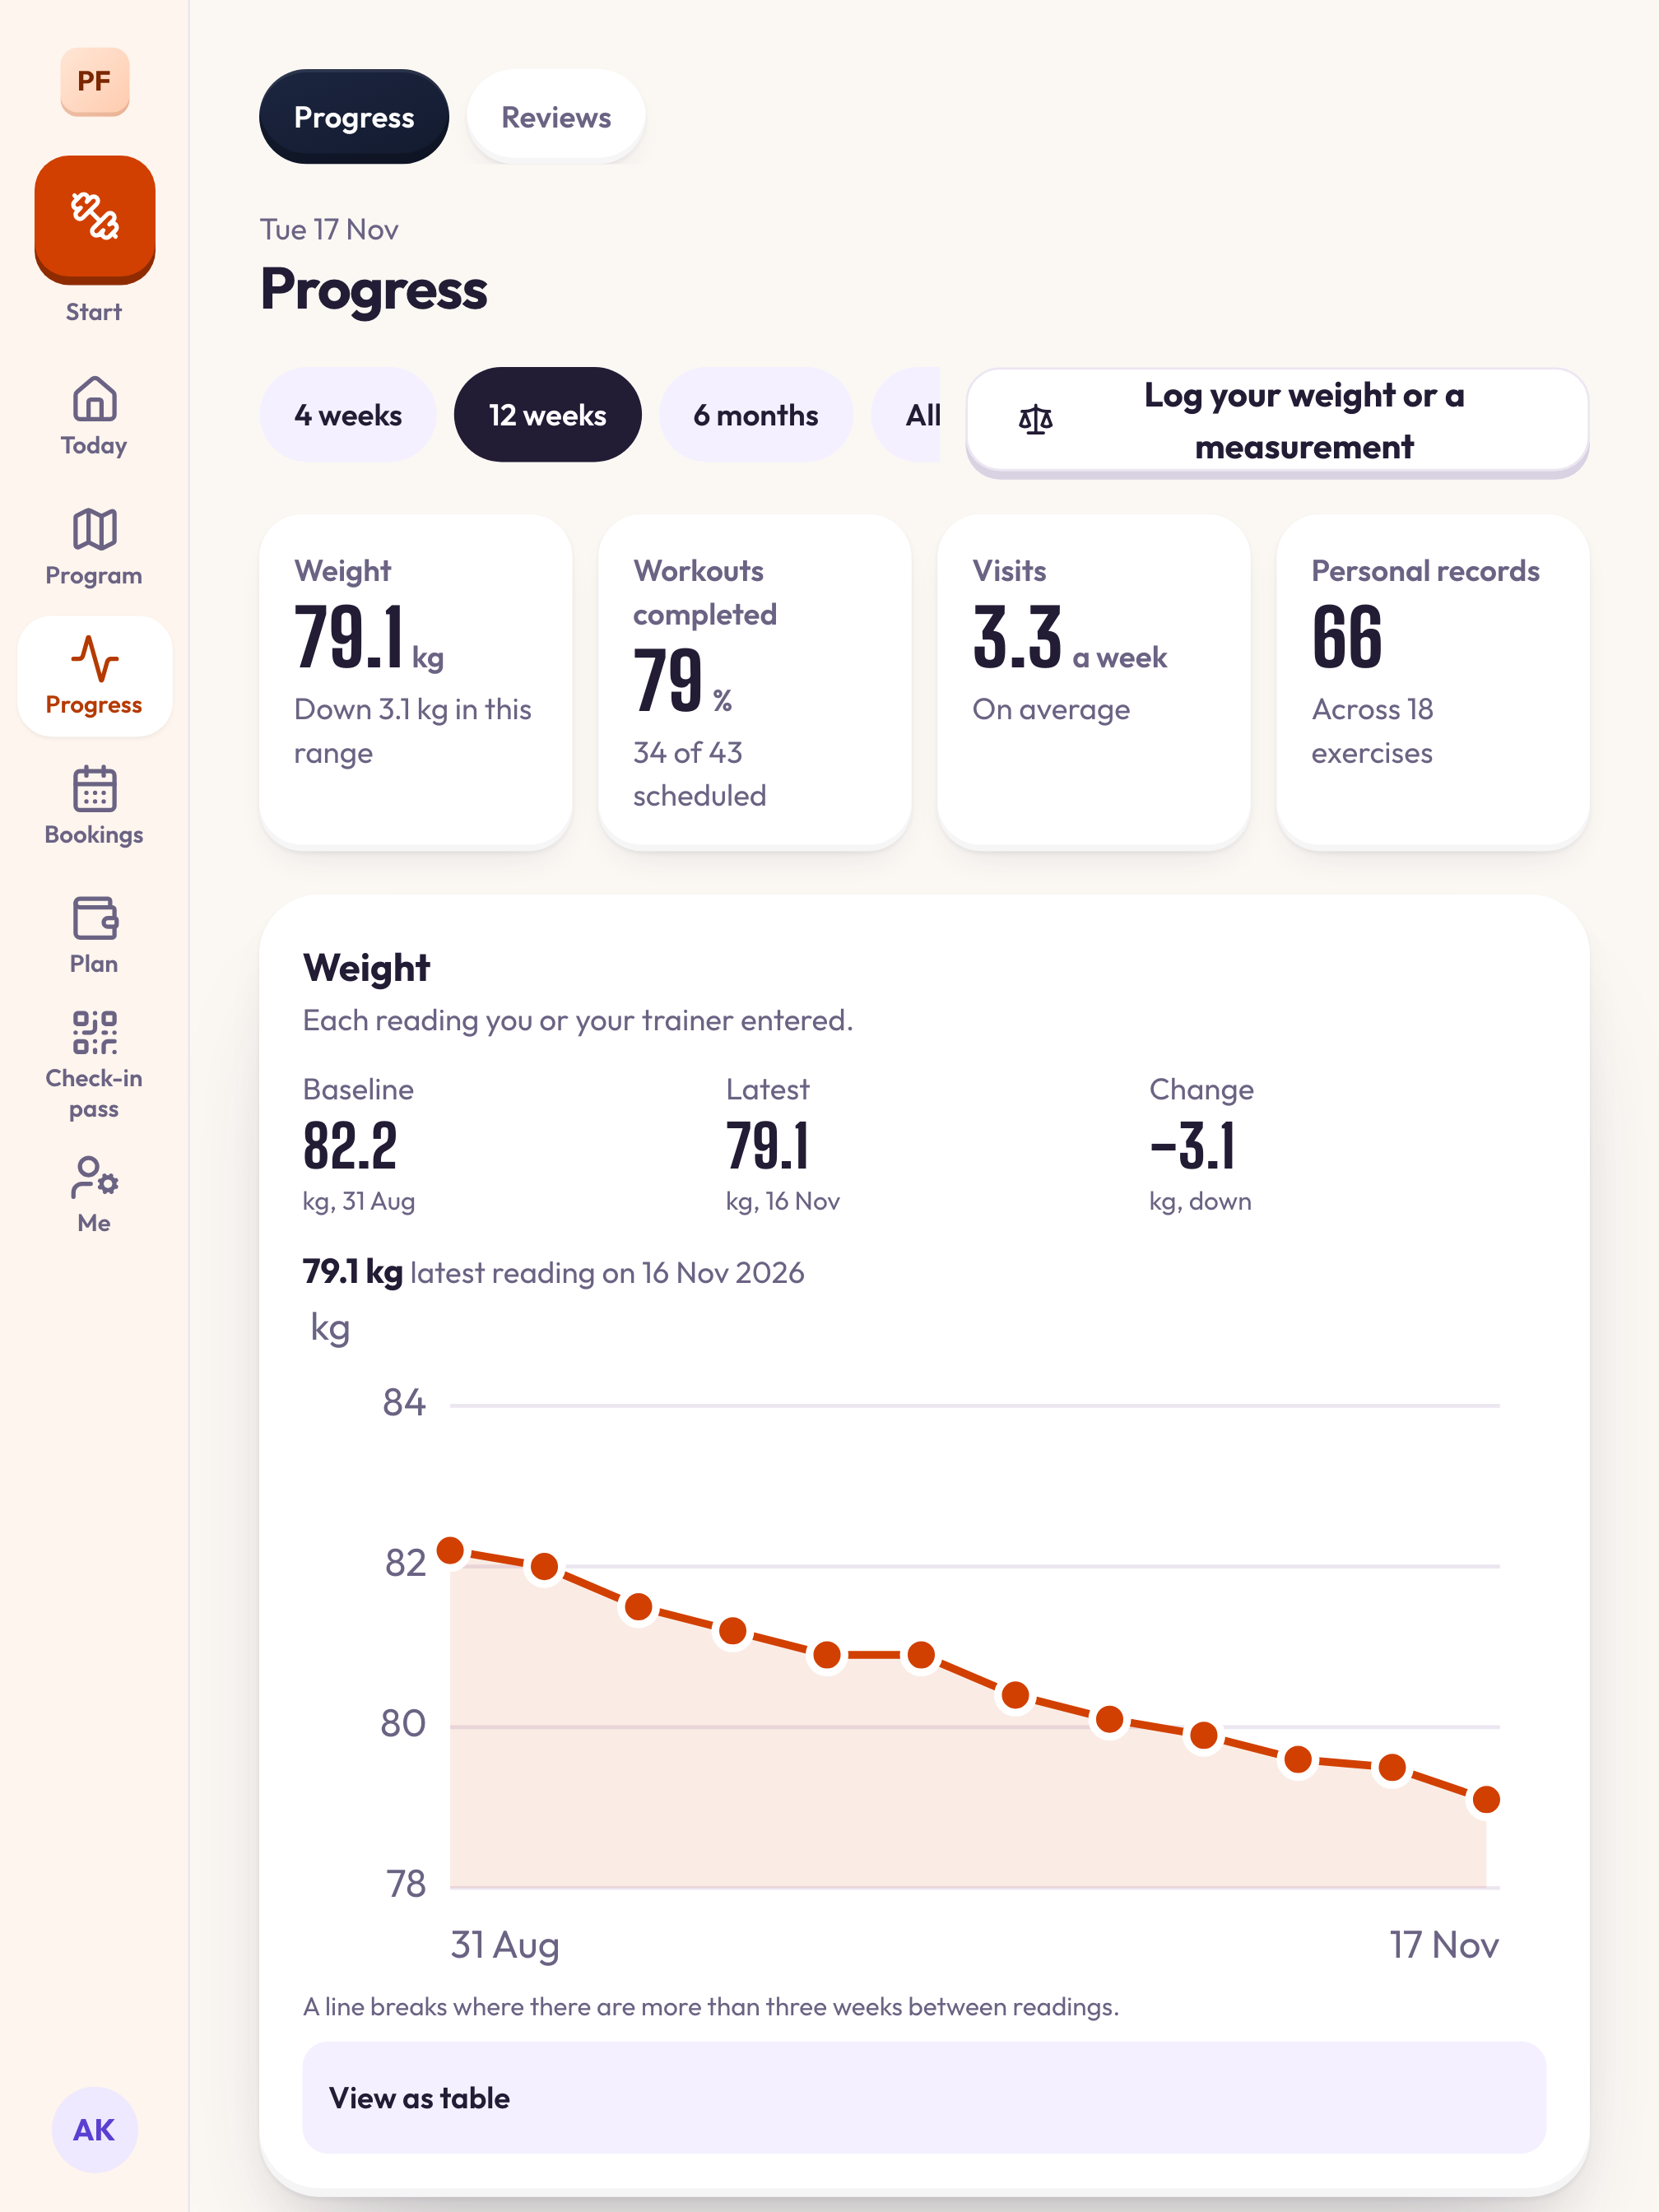 PF
Start
Today
Program
Progress
Bookings
Plan
Check-in
pass
Me
AK
Progress
Reviews
Tue 17 Nov
Progress
4 weeks
12 weeks
6 months
All
Log your weight or a
measurement
Weight
79.1 kg
Down 3.1 kg in this
range
Workouts
completed
79 %
34 of 43
scheduled
Visits
3.3 a week
On average
Personal records
66
Across 18
exercises
Weight
Each reading you or your trainer entered.
Baseline
82.2
kg, 31 Aug
Latest
79.1
kg, 16 Nov
Change
−3.1
kg, down
79.1 kg latest reading on 16 Nov 2026
kg
84
82
80
78
31 Aug
17 Nov
A line breaks where there are more than three weeks between readings.
View as table